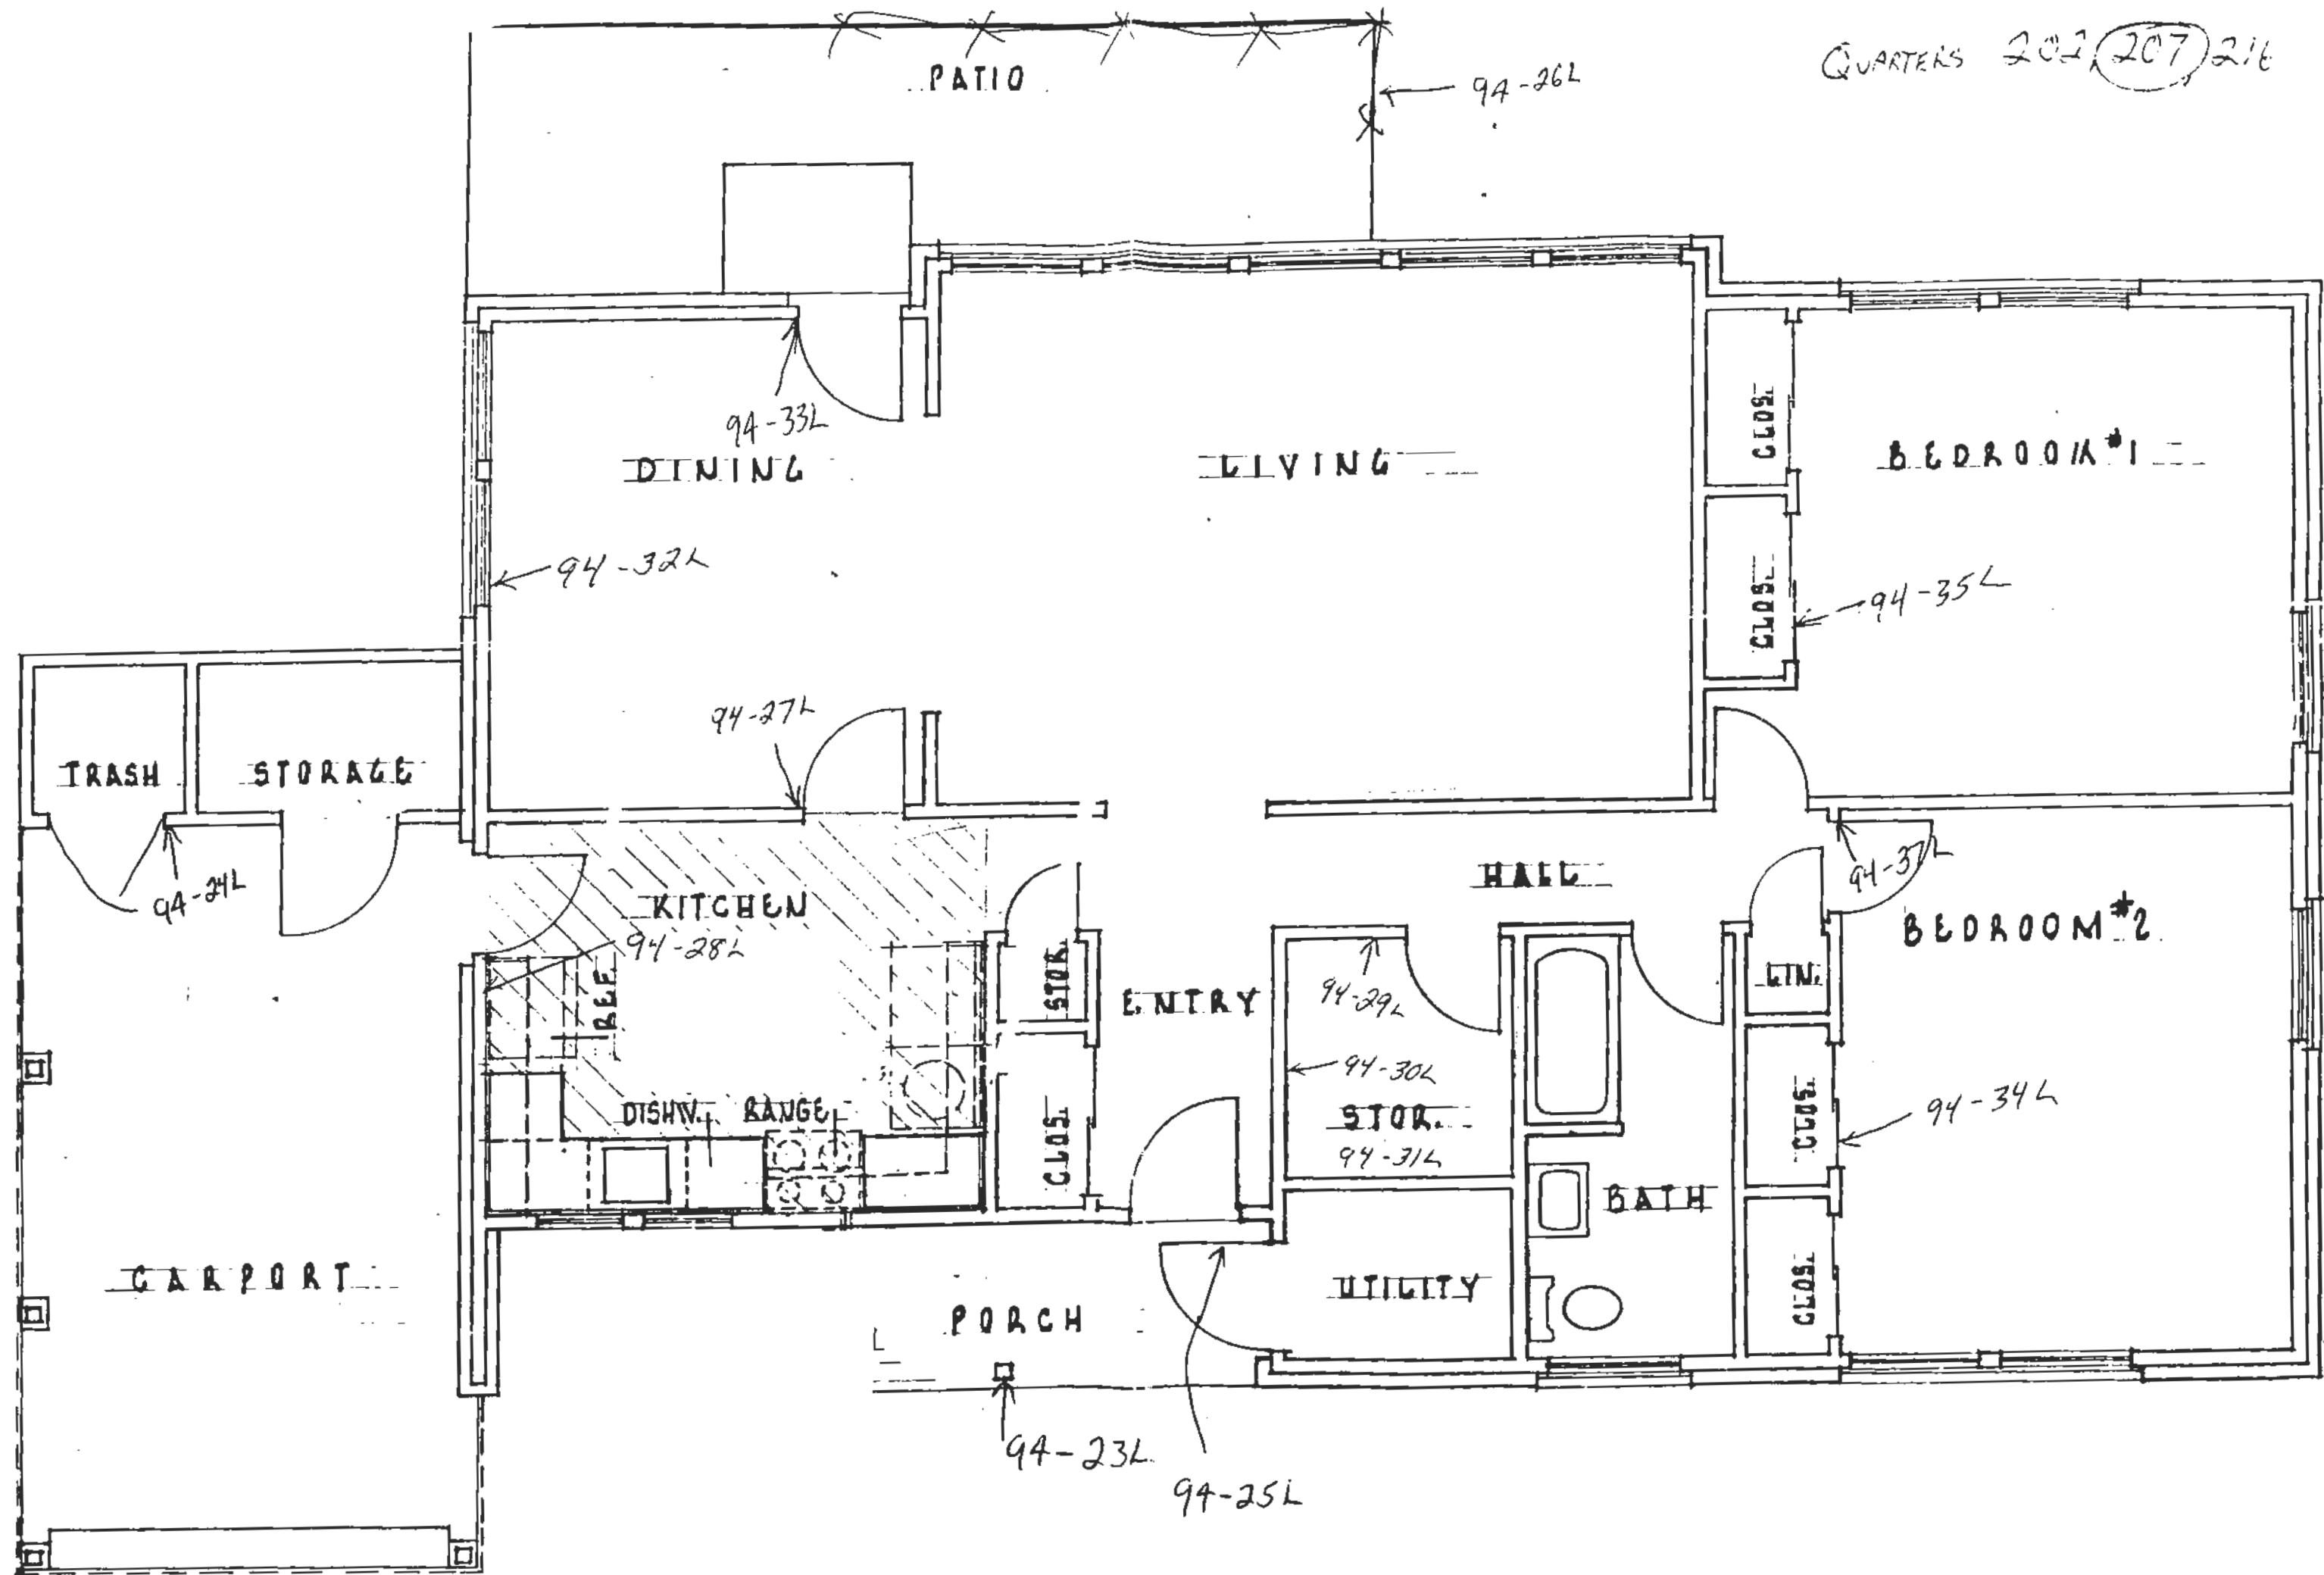 QUARTERS 202, 207, 216
PATIO
94-26L
94-33L
DINING
LIVING
CLOS.
BEDROOM #1
94-32L
CLOS.
94-35L
94-27L
TRASH
STORAGE
94-24L
KITCHEN
94-28L
REF.
STOR.
ENTRY
HALL
94-37L
BEDROOM #2
LIN.
94-29L
94-30L
STOR.
94-31L
DISHW.
RANGE
CLOS.
CLOS.
94-34L
BATH
CARPORT
PORCH
UTILITY
CLOS.
94-23L
94-25L